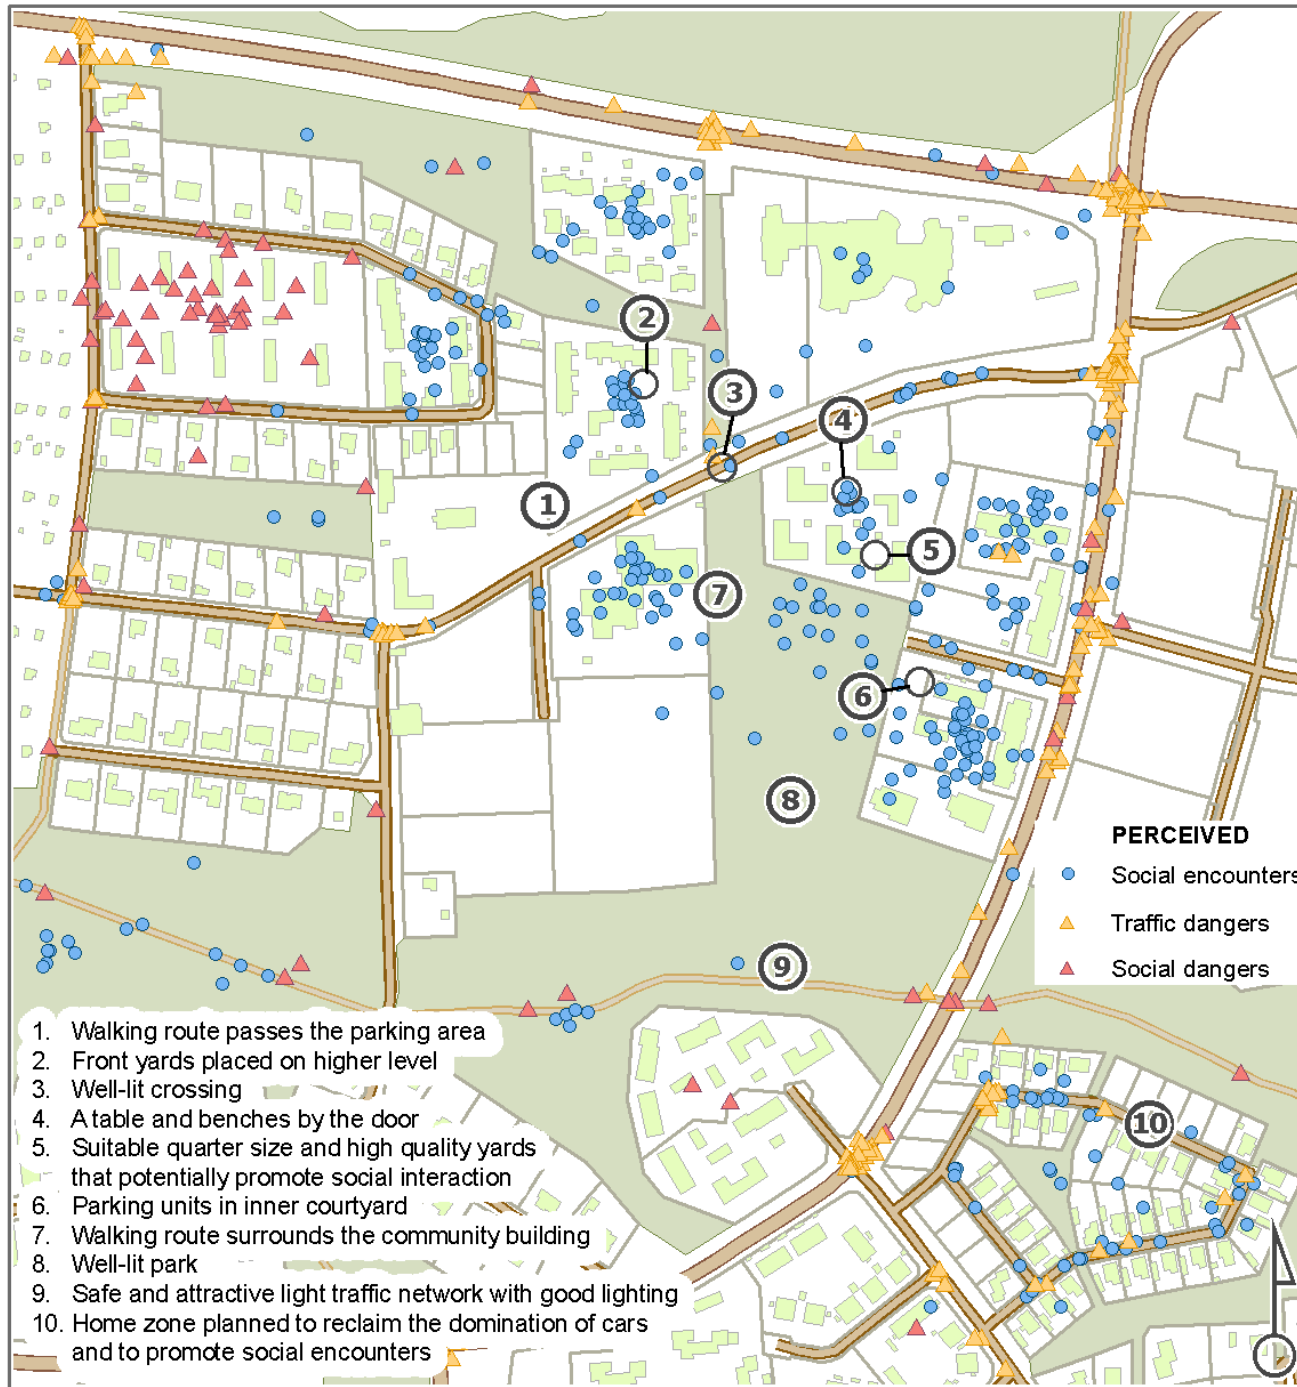 2
3
4
1
5
7
6
8
PERCEIVED
Social encounters
Traffic dangers
Social dangers
9
1. Walking route passes the parking area
2. Front yards placed on higher level
3. Well-lit crossing
4. A table and benches by the door
5. Suitable quarter size and high quality yards
that potentially promote social interaction
6. Parking units in inner courtyard
7. Walking route surrounds the community building
8. Well-lit park
9. Safe and attractive light traffic network with good lighting
10. Home zone planned to reclaim the domination of cars
and to promote social encounters
10